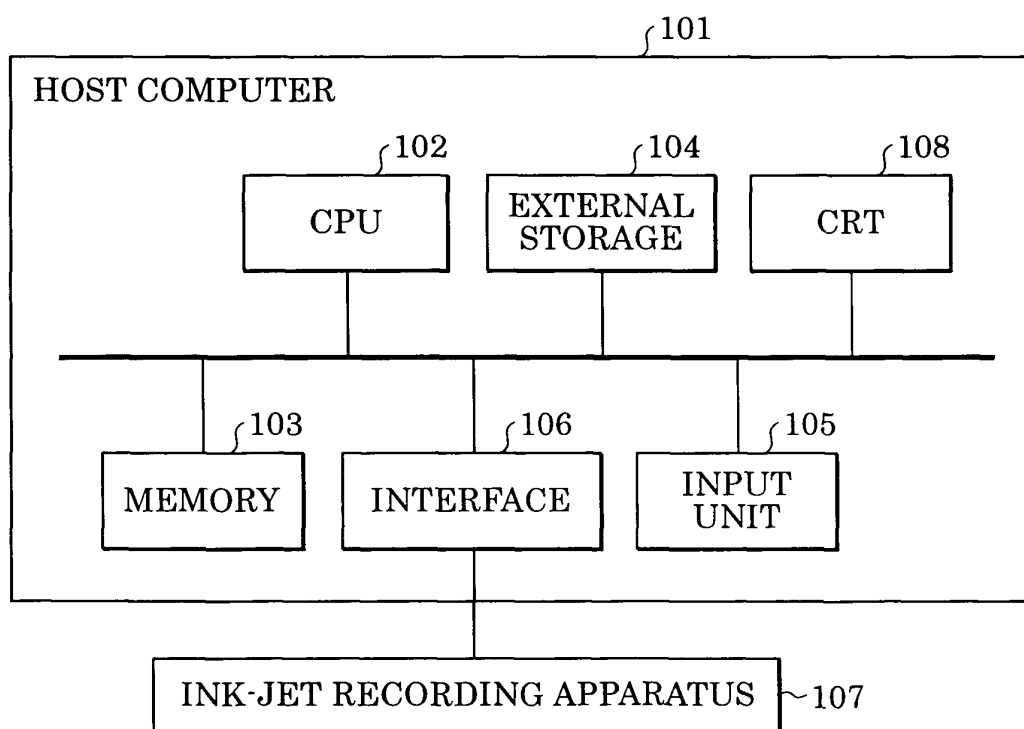 101
HOST COMPUTER
102
104
108
CPU
EXTERNAL
STORAGE
CRT
103
106
105
MEMORY
INTERFACE
INPUT
UNIT
INK-JET RECORDING APPARATUS
107